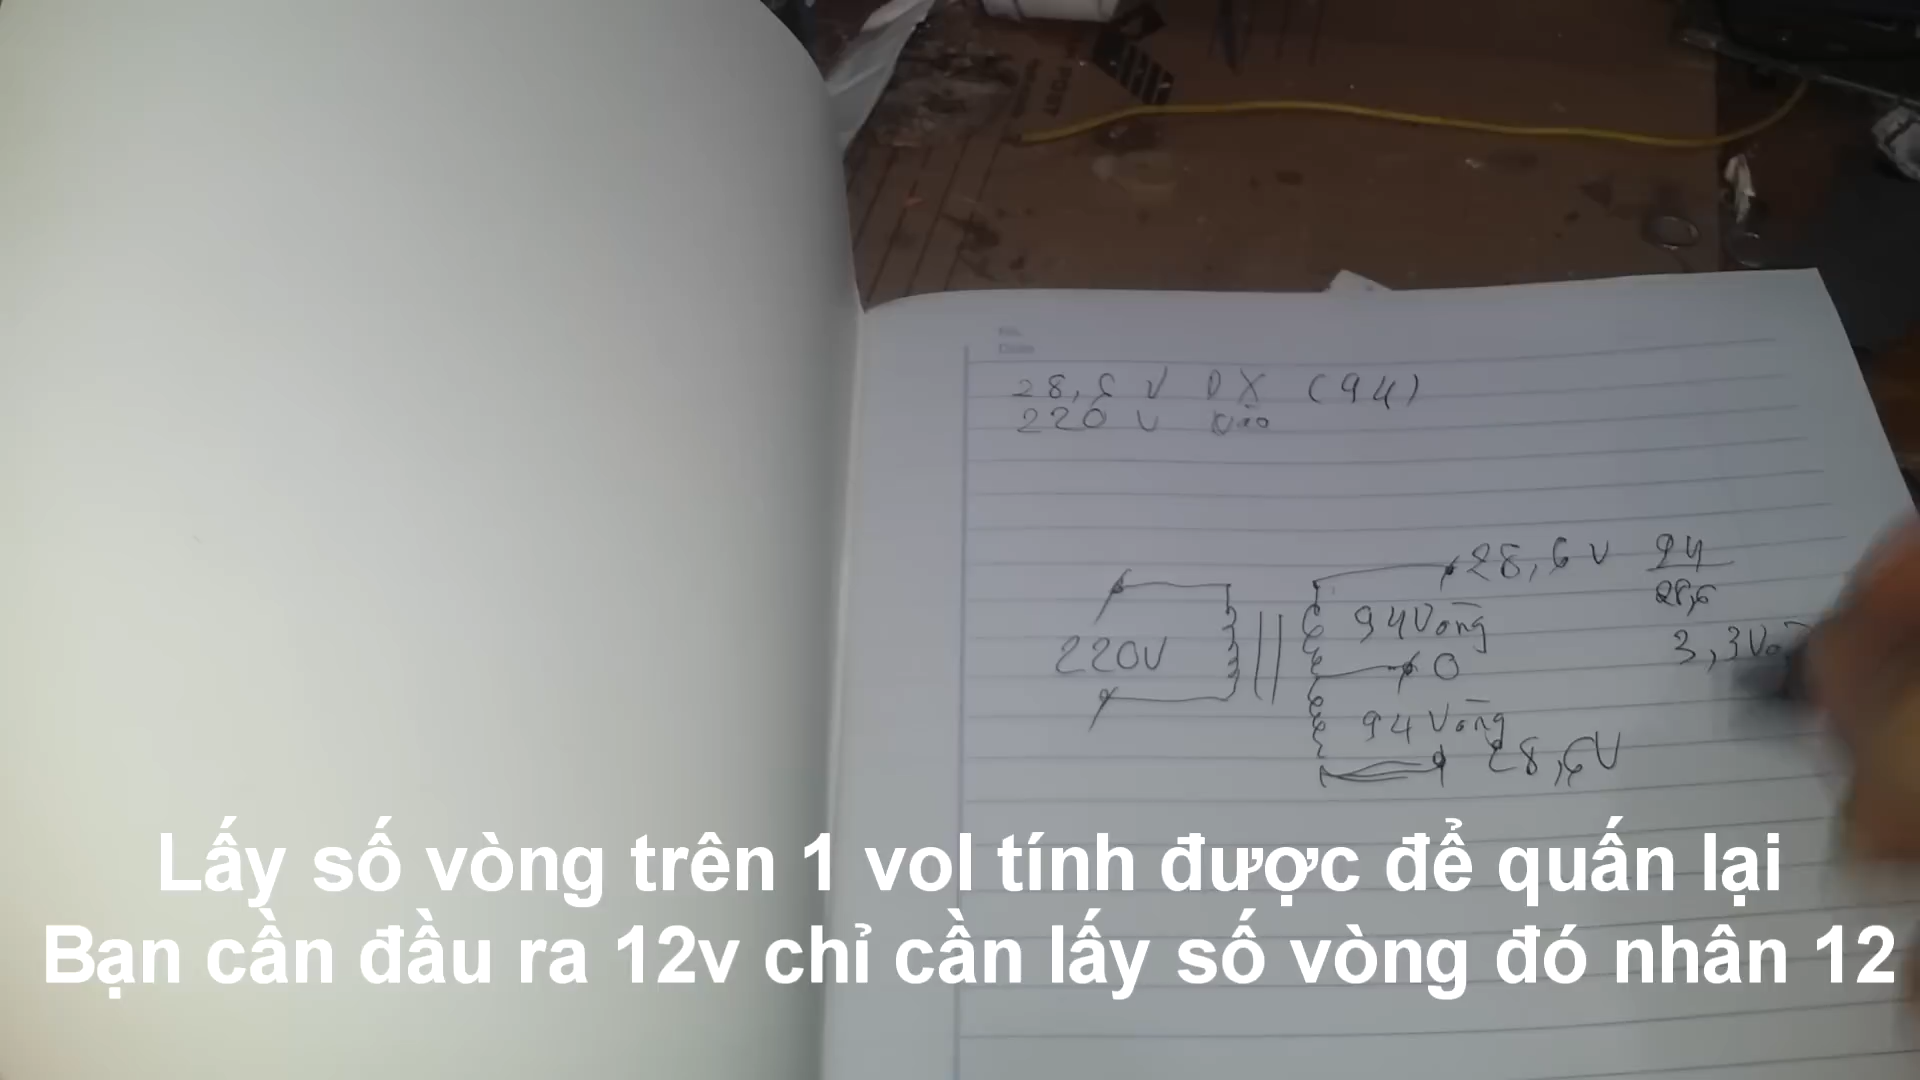 28,6 V ĐX (94)
220 V vào
28,6 V
94
28,6
94 Vòng
3,3 Vò
220V
0
94 Vòng
28,6V
Lấy số vòng trên 1 vol tính được để quấn lại
Bạn cần đầu ra 12v chỉ cần lấy số vòng đó nhân 12